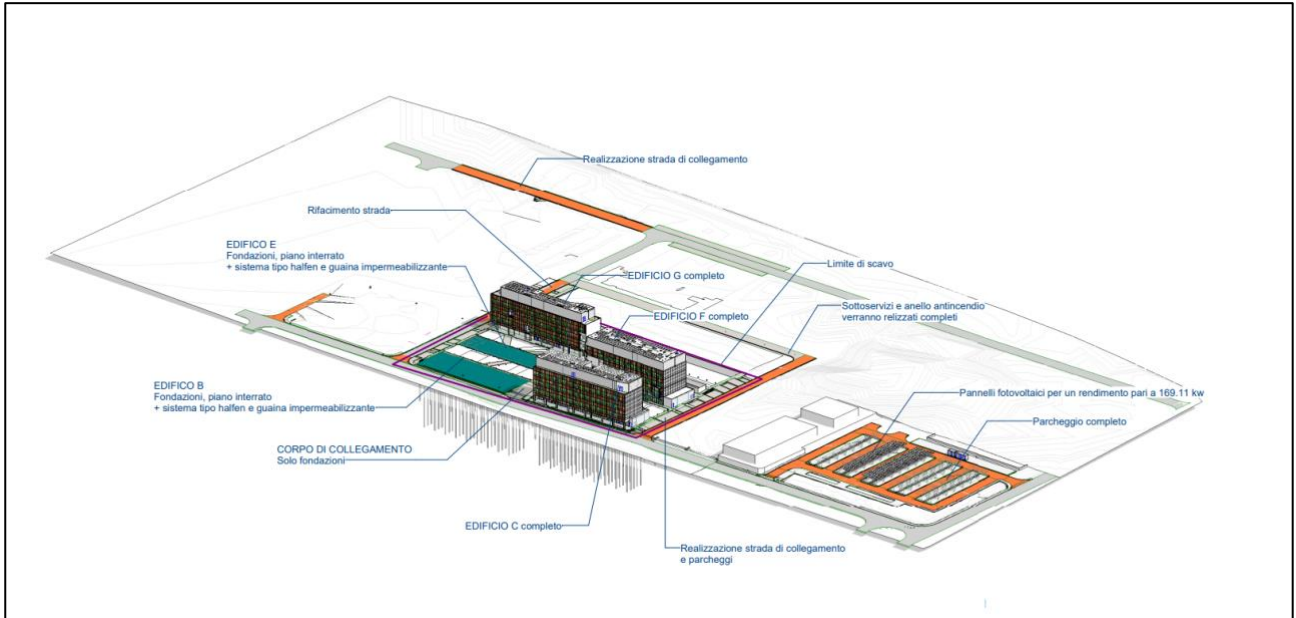 Realizzazione strada di collegamento
Rifacimento strada
EDIFICO E
Fondazioni, piano interrato
+ sistema tipo halfen e guaina impermeabilizzante
EDIFICIO G completo
Limite di scavo
EDIFICIO F completo
Sottoservizi e anello antincendio
verranno relizzati completi
EDIFICO B
Fondazioni, piano interrato
+ sistema tipo halfen e guaina impermeabilizzante
Pannelli fotovoltaici per un rendimento pari a 169.11 kw
Parcheggio completo
CORPO DI COLLEGAMENTO
Solo fondazioni
EDIFICIO C completo
Realizzazione strada di collegamento
e parcheggi